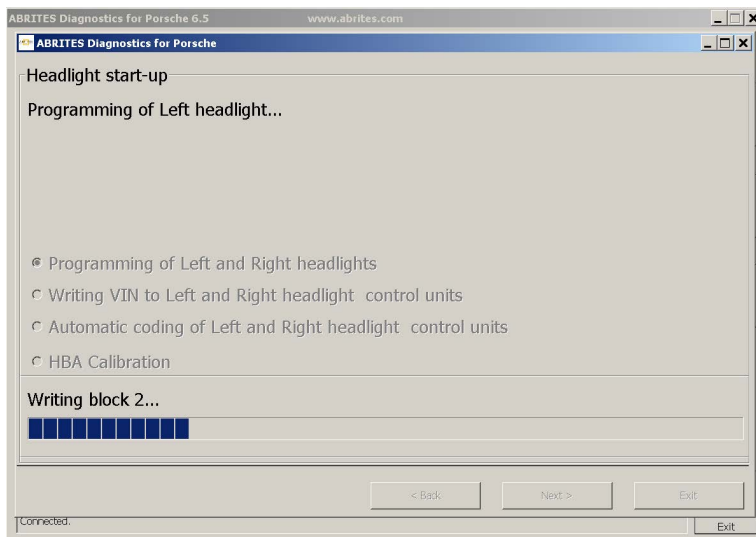 ABRITES Diagnostics for Porsche 6.5 www.abrites.com
ABRITES Diagnostics for Porsche
Headlight start-up
Programming of Left headlight...
Programming of Left and Right headlights
Writing VIN to Left and Right headlight control units
Automatic coding of Left and Right headlight control units
HBA Calibration
Writing block 2...
< Back Next > Exit
Connected.
Exit